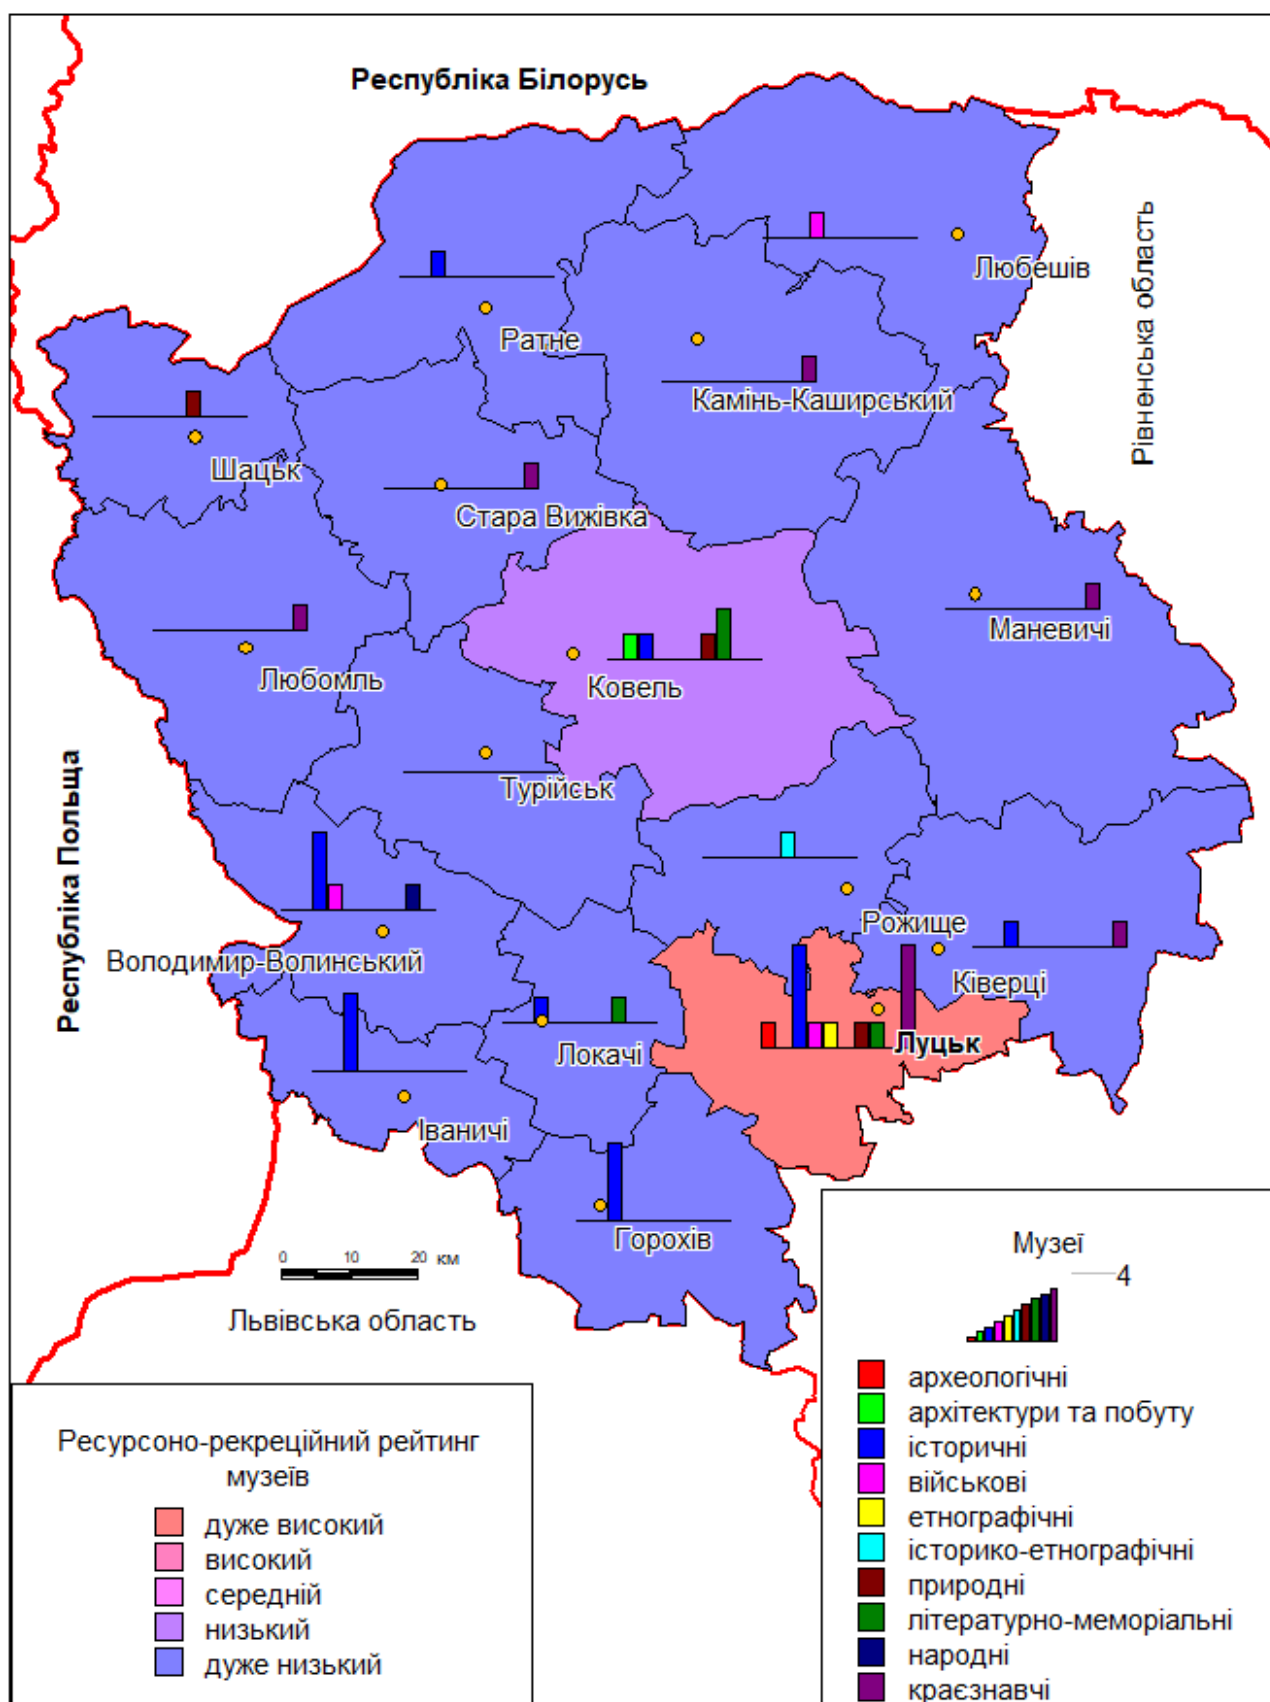 Республіка Білорусь
Любешів
Рівненська область
Ратне
Камінь-Каширський
Шацьк
Стара Вижівка
Маневичі
Любомль
Ковель
Республіка Польща
Турійськ
Рожище
Володимир-Волинський
Ківерці
Локачі
Луцьк
Іваничі
Горохів
0 10 20 км
Львівська область
Музеї
4
археологічні
архітектури та побуту
історичні
військові
етнографічні
історико-етнографічні
природні
літературно-меморіальні
народні
краєзнавчі
Ресурсоно-рекреційний рейтинг
музеїв
дуже високий
високий
середній
низький
дуже низький